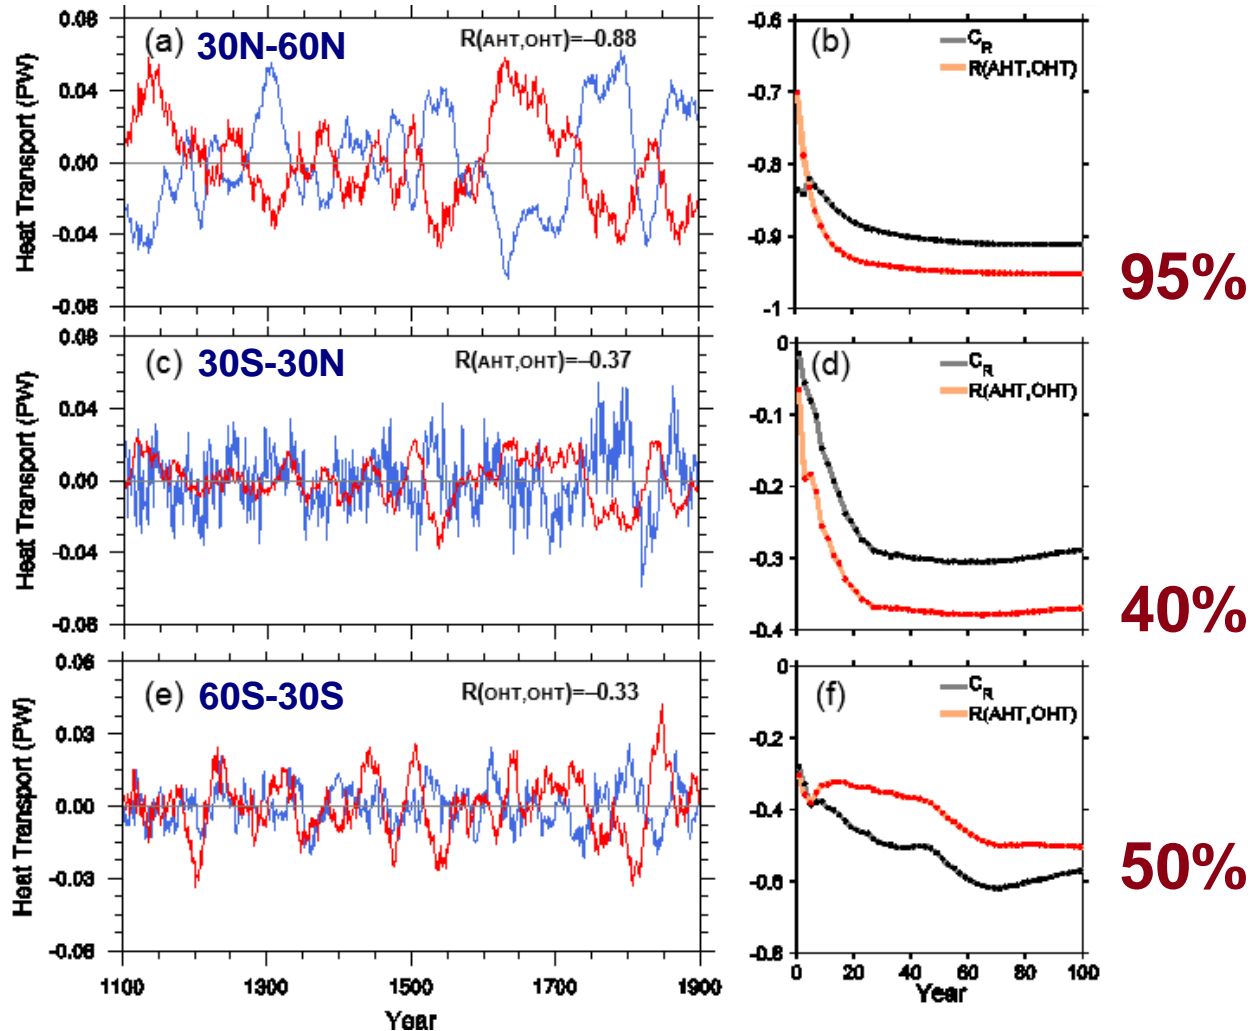 (a) 30N-60N R(AHT,OHT)=–0.88
Heat Transport (PW)
0.08
0.04
0.00
-0.04
-0.08
(b)
C_R
R(AHT,OHT)
-0.6
-0.7
-0.8
-0.9
-1
95%
(c) 30S-30N R(AHT,OHT)=–0.37
Heat Transport (PW)
0.08
0.04
0.00
-0.04
-0.08
(d)
C_R
R(AHT,OHT)
0
-0.1
-0.2
-0.3
-0.4
40%
(e) 60S-30S R(OHT,OHT)=–0.33
Heat Transport (PW)
0.06
0.03
0.00
-0.03
-0.06
1100 1300 1500 1700 1900
Year
(f)
C_R
R(AHT,OHT)
0
-0.2
-0.4
-0.6
-0.8
0 20 40 60 80 100
Year
50%